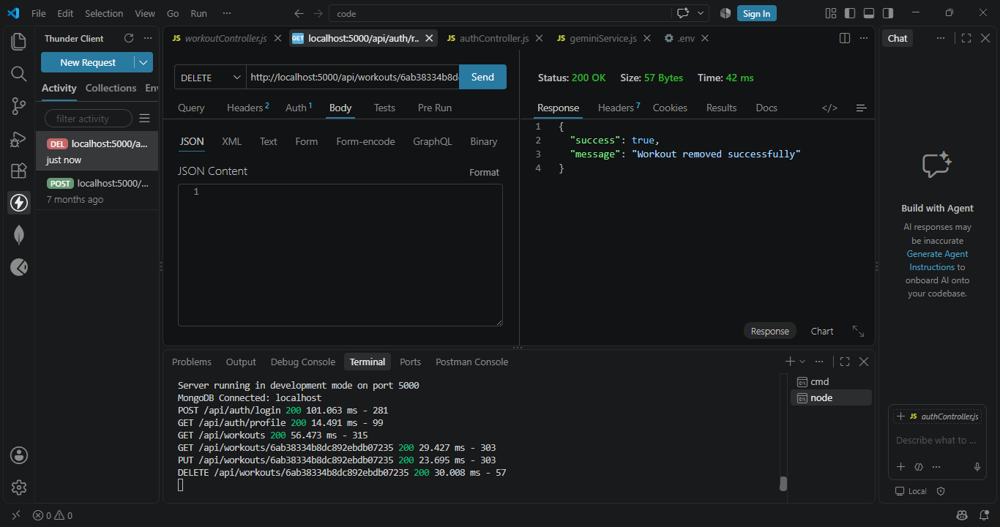 File Edit Selection View Go Run ··· code Sign In
Thunder Client ···
JS workoutController.js GET localhost:5000/api/auth/r.. JS authController.js JS geminiService.js .env ···
Chat ···
New Request
Activity Collections En
filter activity
DEL localhost:5000/a...
just now
POST localhost:5000/...
7 months ago
DELETE http://localhost:5000/api/workouts/6ab38334b8d Send
Query Headers 2 Auth 1 Body Tests Pre Run
JSON XML Text Form Form-encode GraphQL Binary
JSON Content Format
1
Status: 200 OK Size: 57 Bytes Time: 42 ms
Response Headers 7 Cookies Results Docs </>
1 {
2 "success": true,
3 "message": "Workout removed successfully"
4 }
Response Chart
Problems Output Debug Console Terminal Ports Postman Console ···
Server running in development mode on port 5000
MongoDB Connected: localhost
POST /api/auth/login 200 101.063 ms - 281
GET /api/auth/profile 200 14.491 ms - 99
GET /api/workouts 200 56.473 ms - 315
GET /api/workouts/6ab38334b8dc892ebdb07235 200 29.427 ms - 303
PUT /api/workouts/6ab38334b8dc892ebdb07235 200 23.695 ms - 303
DELETE /api/workouts/6ab38334b8dc892ebdb07235 200 30.008 ms - 57
cmd
node
Build with Agent
AI responses may
be inaccurate
Generate Agent
Instructions to
onboard AI onto
your codebase.
JS authController.js
Describe what to ...
···
Local
0 0